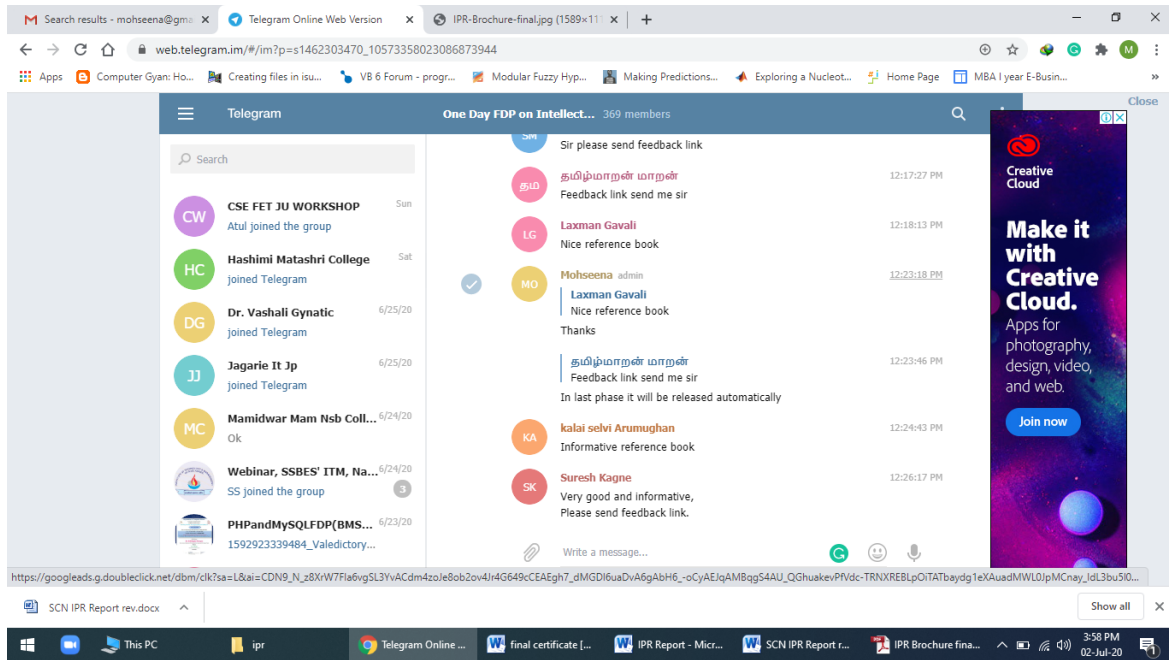 Search results - mohseena@gma
Telegram Online Web Version
IPR-Brochure-final.jpg (1589×11
web.telegram.im/#/im?p=s1462303470_10573358023086873944
M
Apps
Computer Gyan: Ho...
Creating files in isu...
VB 6 Forum - progr...
Modular Fuzzy Hyp...
Making Predictions...
Exploring a Nucleot...
Home Page
MBA I year E-Busin...
Close
Telegram
One Day FDP on Intellect... 369 members
Search
CW
CSE FET JU WORKSHOP Sun
Atul joined the group
HC
Hashimi Matashri College Sat
joined Telegram
DG
Dr. Vashali Gynatic 6/25/20
joined Telegram
JJ
Jagarie It Jp 6/25/20
joined Telegram
MC
Mamidwar Mam Nsb Coll... 6/24/20
Ok
Webinar, SSBES' ITM, Na... 6/24/20
SS joined the group 3
PHPandMySQLFDP(BMS... 6/23/20
1592923339484_Valedictory...
SM
Sir please send feedback link
தம
தமிழ்மாறன் மாறன் 12:17:27 PM
Feedback link send me sir
LG
Laxman Gavali 12:18:13 PM
Nice reference book
MO
Mohseena admin 12:23:18 PM
Laxman Gavali
Nice reference book
Thanks
தமிழ்மாறன் மாறன் 12:23:46 PM
Feedback link send me sir
In last phase it will be released automatically
KA
kalai selvi Arumughan 12:24:43 PM
Informative reference book
SK
Suresh Kagne 12:26:17 PM
Very good and informative,
Please send feedback link.
Write a message...
Creative
Cloud
Make it
with
Creative
Cloud.
Apps for
photography,
design, video,
and web.
Join now
SCN IPR Report rev.docx
Show all
This PC
ipr
Telegram Online ...
final certificate [...
IPR Report - Micr...
SCN IPR Report r...
IPR Brochure fina...
3:58 PM
02-Jul-20